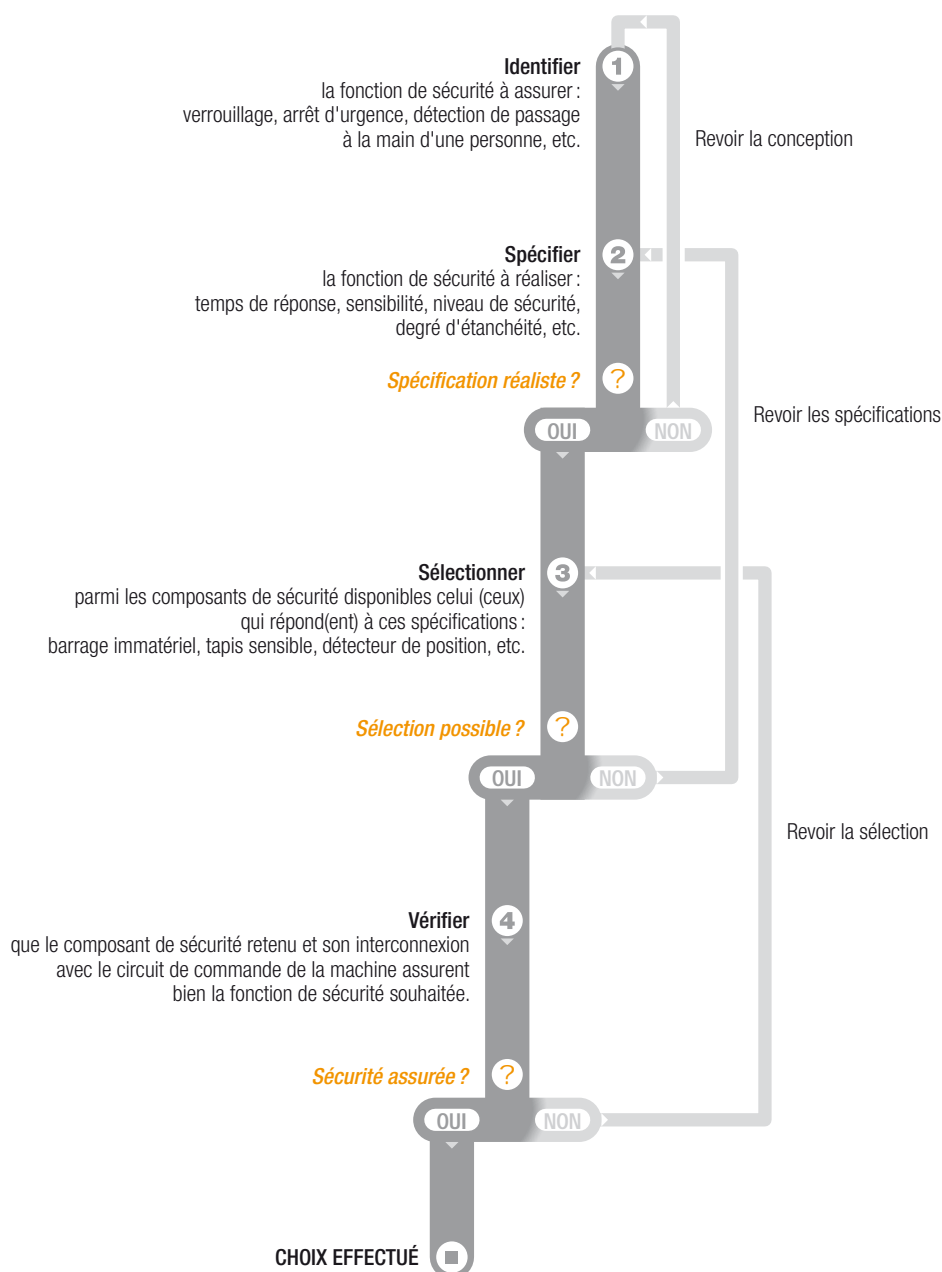 1
Identifier
la fonction de sécurité à assurer :
verrouillage, arrêt d'urgence, détection de passage
à la main d'une personne, etc.
Revoir la conception
Spécifier
2
la fonction de sécurité à réaliser :
temps de réponse, sensibilité, niveau de sécurité,
degré d'étanchéité, etc.
Spécification réaliste ?
?
Revoir les spécifications
OUI
NON
Sélectionner
3
parmi les composants de sécurité disponibles celui (ceux)
qui répond(ent) à ces spécifications :
barrage immatériel, tapis sensible, détecteur de position, etc.
Sélection possible ?
?
OUI
NON
Revoir la sélection
Vérifier
4
que le composant de sécurité retenu et son interconnexion
avec le circuit de commande de la machine assurent
bien la fonction de sécurité souhaitée.
Sécurité assurée ?
?
OUI
NON
CHOIX EFFECTUÉ